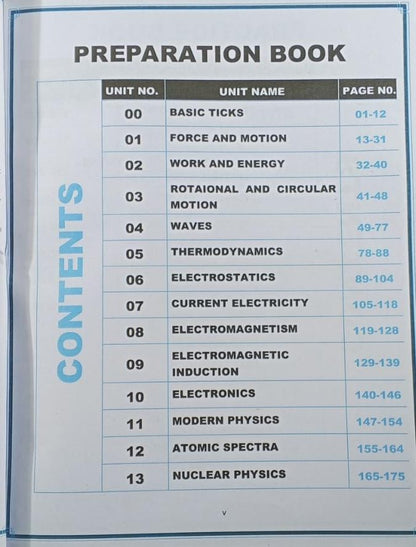 PREPARATION BOOK
CONTENTS
UNIT NO. UNIT NAME PAGE N0.
00 BASIC TICKS 01-12
01 FORCE AND MOTION 13-31
02 WORK AND ENERGY 32-40
03 ROTAIONAL AND CIRCULAR
MOTION 41-48
04 WAVES 49-77
05 THERMODYNAMICS 78-88
06 ELECTROSTATICS 89-104
07 CURRENT ELECTRICITY 105-118
08 ELECTROMAGNETISM 119-128
09 ELECTROMAGNETIC
INDUCTION 129-139
10 ELECTRONICS 140-146
11 MODERN PHYSICS 147-154
12 ATOMIC SPECTRA 155-164
13 NUCLEAR PHYSICS 165-175
v